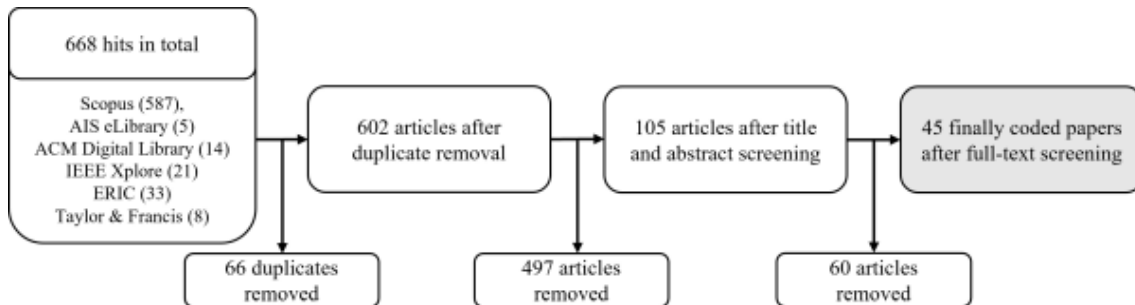 668 hits in total
Scopus (587),
AIS eLibrary (5)
ACM Digital Library (14)
IEEE Xplore (21)
ERIC (33)
Taylor & Francis (8)
602 articles after
duplicate removal
105 articles after title
and abstract screening
45 finally coded papers
after full-text screening
66 duplicates
removed
497 articles
removed
60 articles
removed